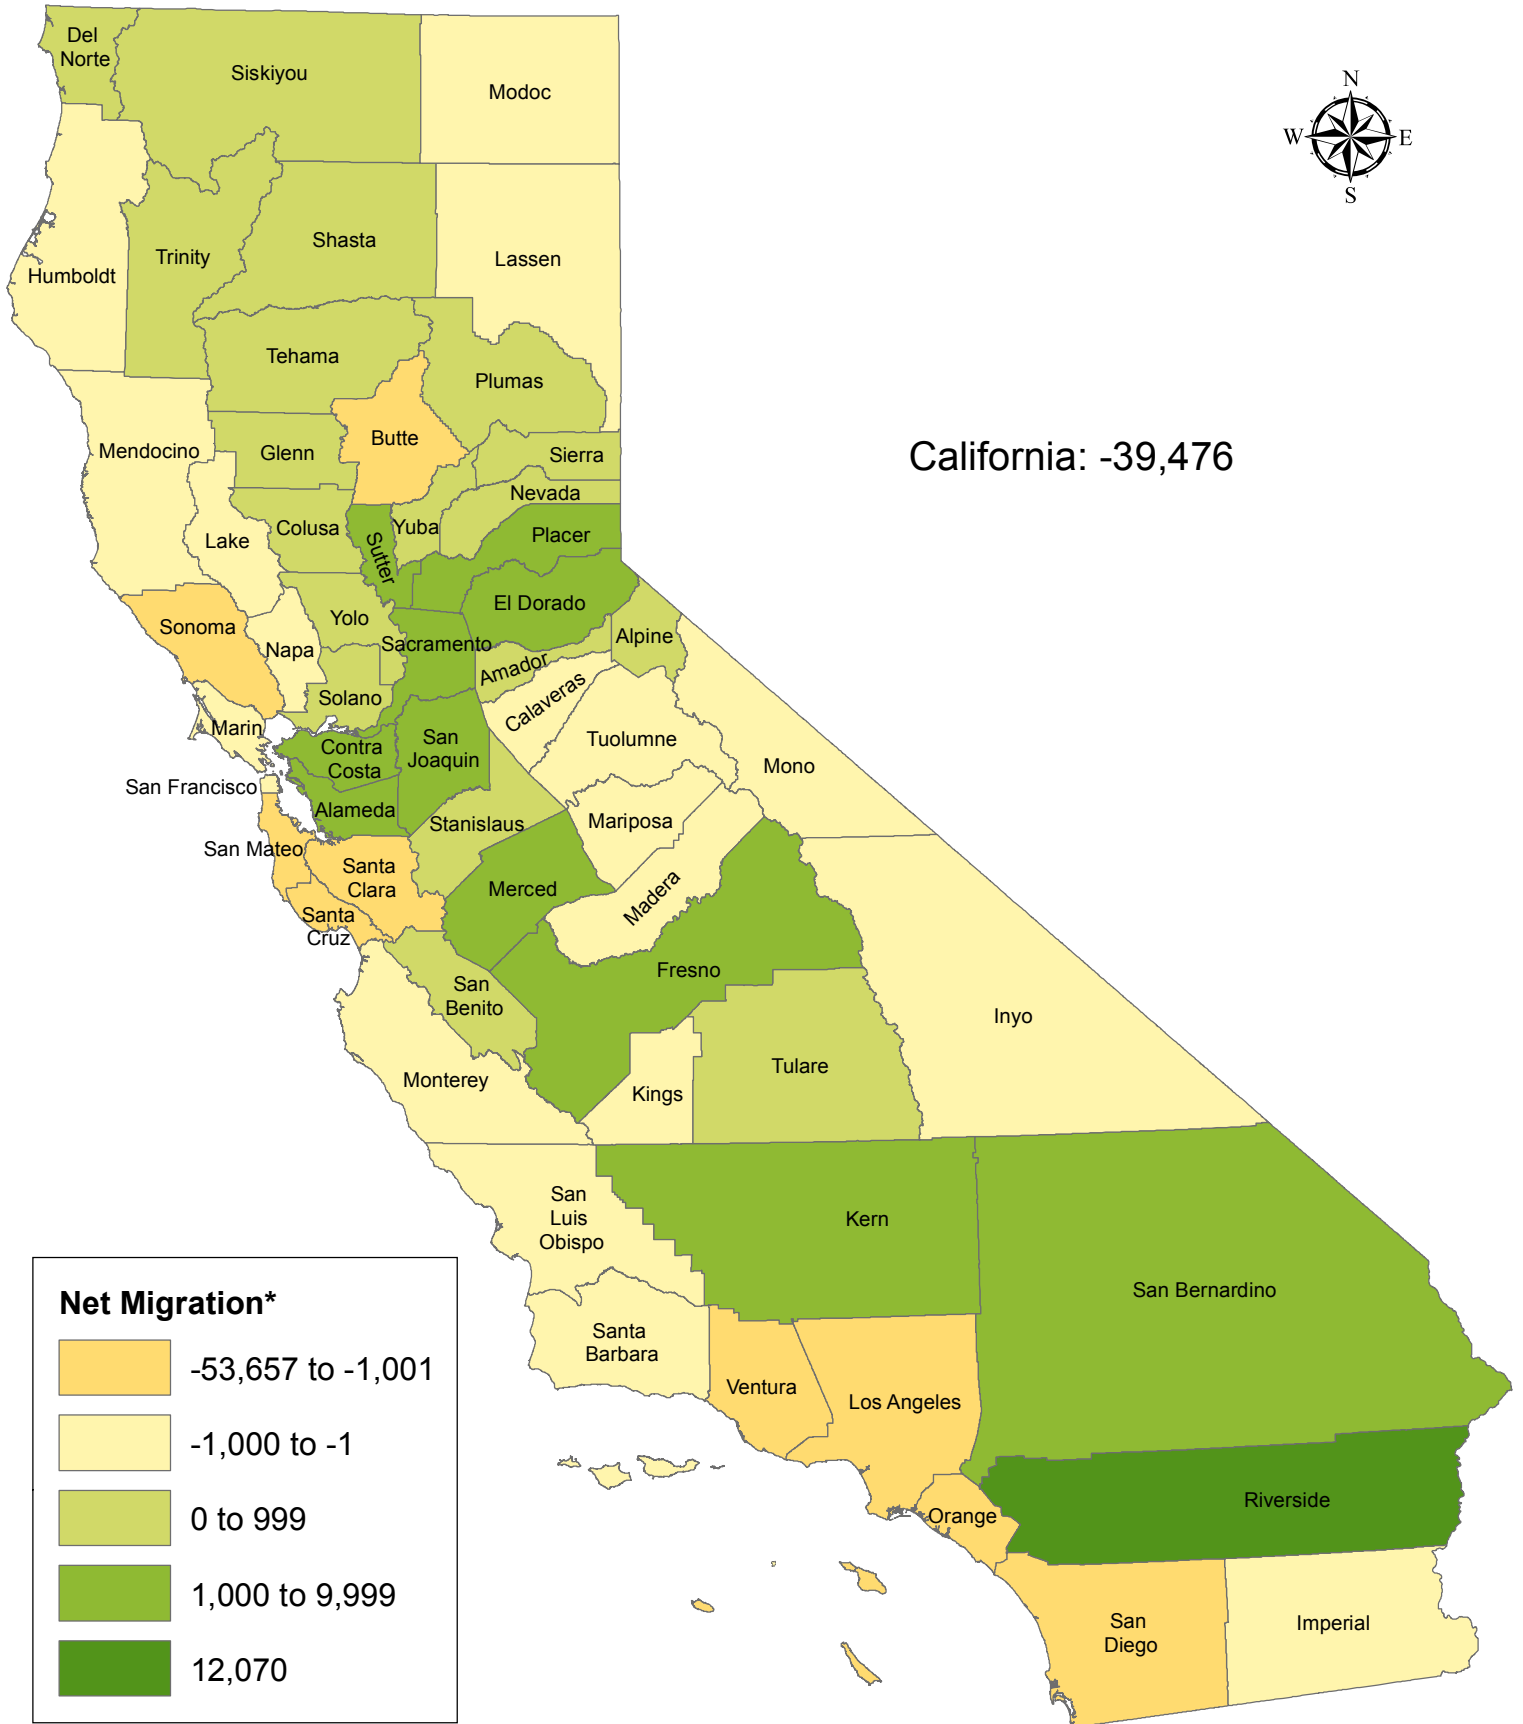 Del
Norte
Siskiyou
Modoc
N
W
E
S
Humboldt
Trinity
Shasta
Lassen
Tehama
Plumas
Mendocino
Glenn
Butte
Sierra
California: -39,476
Nevada
Lake
Colusa
Sutter
Yuba
Placer
El Dorado
Sonoma
Yolo
Napa
Sacramento
Alpine
Amador
Solano
Calaveras
Marin
Contra
Costa
San
Joaquin
Tuolumne
Mono
San Francisco
Alameda
Stanislaus
Mariposa
San Mateo
Santa
Clara
Merced
Madera
Santa
Cruz
Fresno
San
Benito
Inyo
Monterey
Kings
Tulare
San
Luis
Obispo
Kern
San Bernardino
Santa
Barbara
Ventura
Los Angeles
Orange
Riverside
San
Diego
Imperial
Net Migration*
-53,657 to -1,001
-1,000 to -1
0 to 999
1,000 to 9,999
12,070